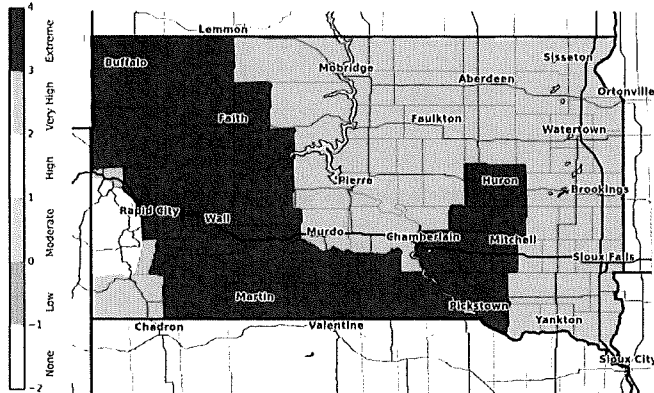 4
3
2
1
0
−1
−2
Extreme
Very High
High
Moderate
Low
None
Lemmon
Buffalo
Mobridge
Sisseton
Aberdeen
Ortonville
Faith
Faulkton
Watertown
Pierre
Huron
Brookings
Rapid City
Wall
Murdo
Chamberlain
Mitchell
Sioux Falls
Martin
Pickstown
Chadron
Valentine
Yankton
Sioux City